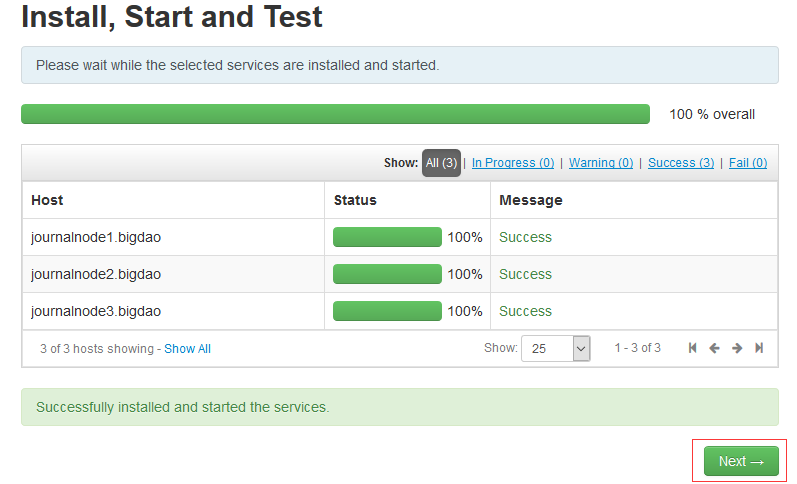 Install, Start and Test
Please wait while the selected services are installed and started.
100 % overall
Show: All (3) | In Progress (0) | Warning (0) | Success (3) | Fail (0)
Host Status Message
journalnode1.bigdao 100% Success
journalnode2.bigdao 100% Success
journalnode3.bigdao 100% Success
3 of 3 hosts showing - Show All Show: 25 1 - 3 of 3
Successfully installed and started the services.
Next →